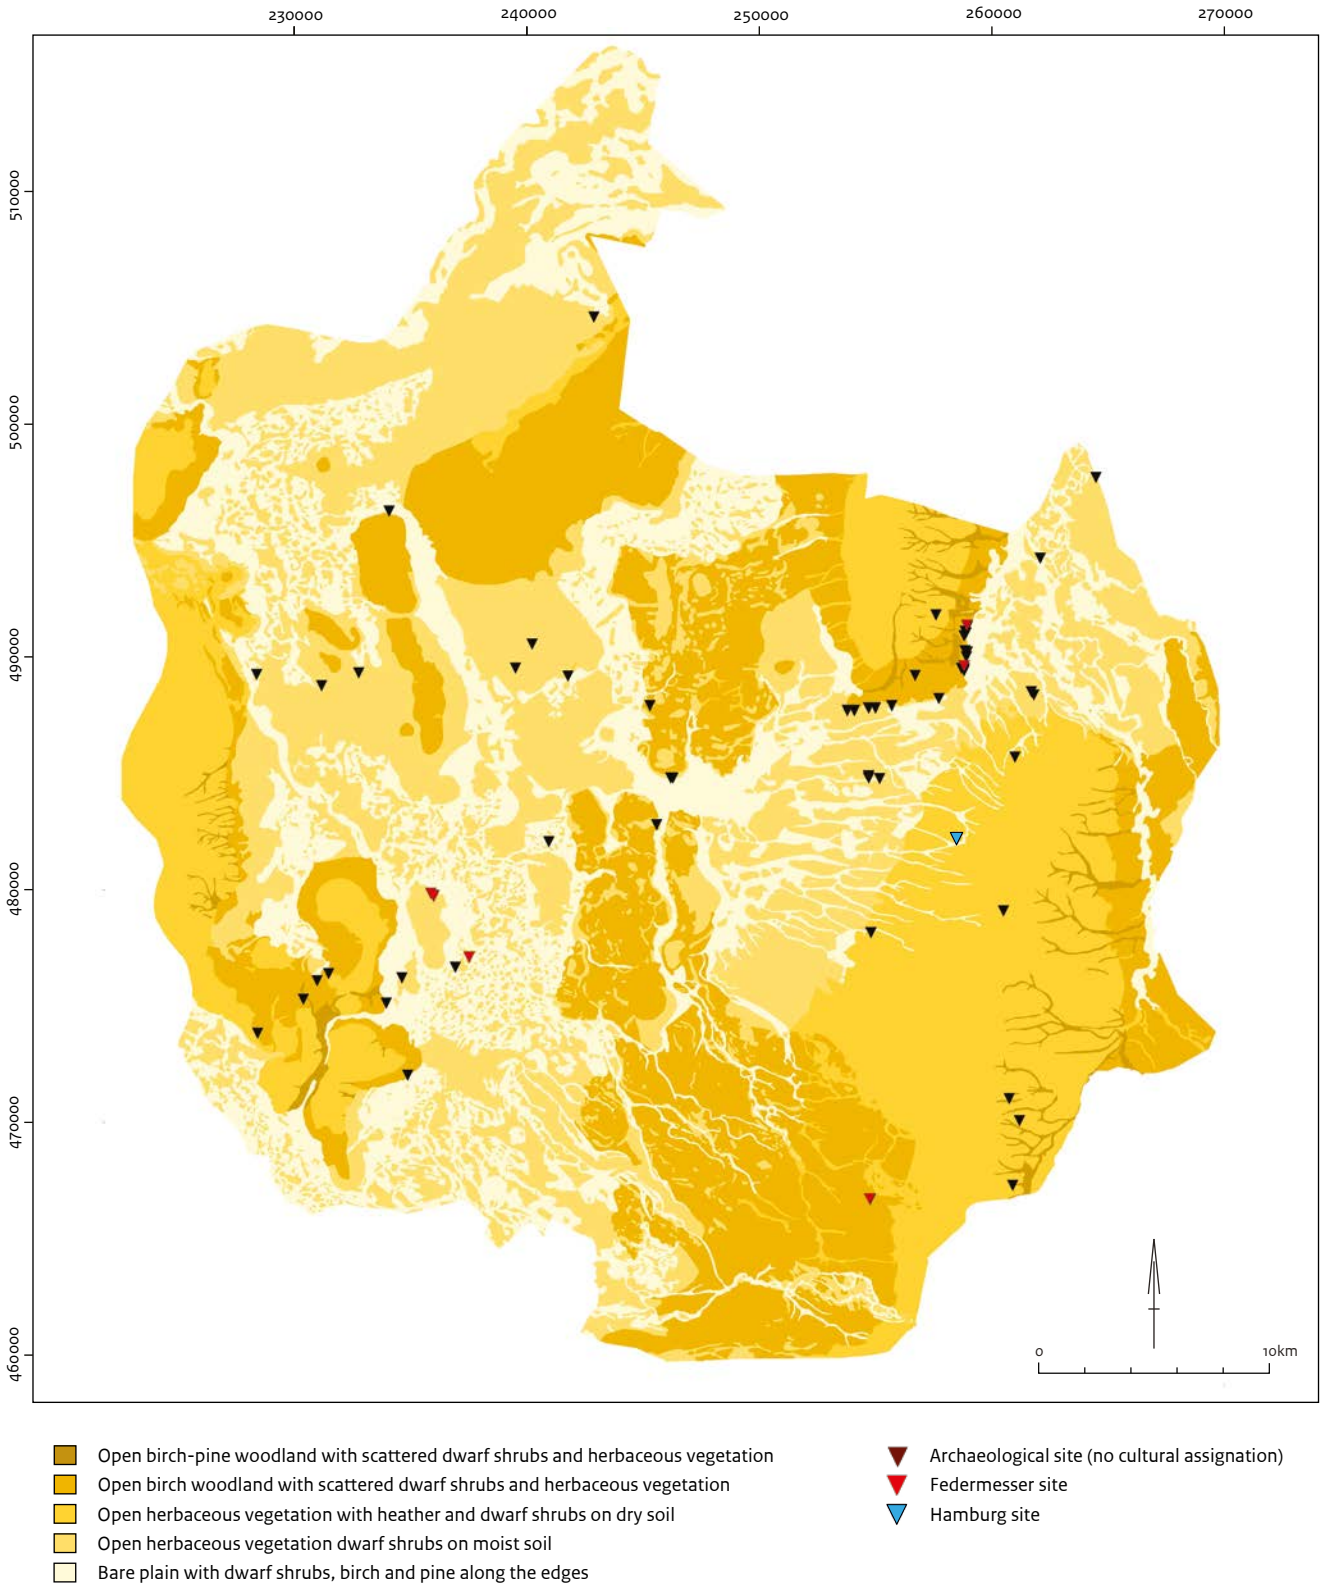 230000 240000 250000 260000 270000
510000
500000
490000
480000
470000
460000
0 10km
Open birch-pine woodland with scattered dwarf shrubs and herbaceous vegetation
Open birch woodland with scattered dwarf shrubs and herbaceous vegetation
Open herbaceous vegetation with heather and dwarf shrubs on dry soil
Open herbaceous vegetation dwarf shrubs on moist soil
Bare plain with dwarf shrubs, birch and pine along the edges
Archaeological site (no cultural assignation)
Federmesser site
Hamburg site